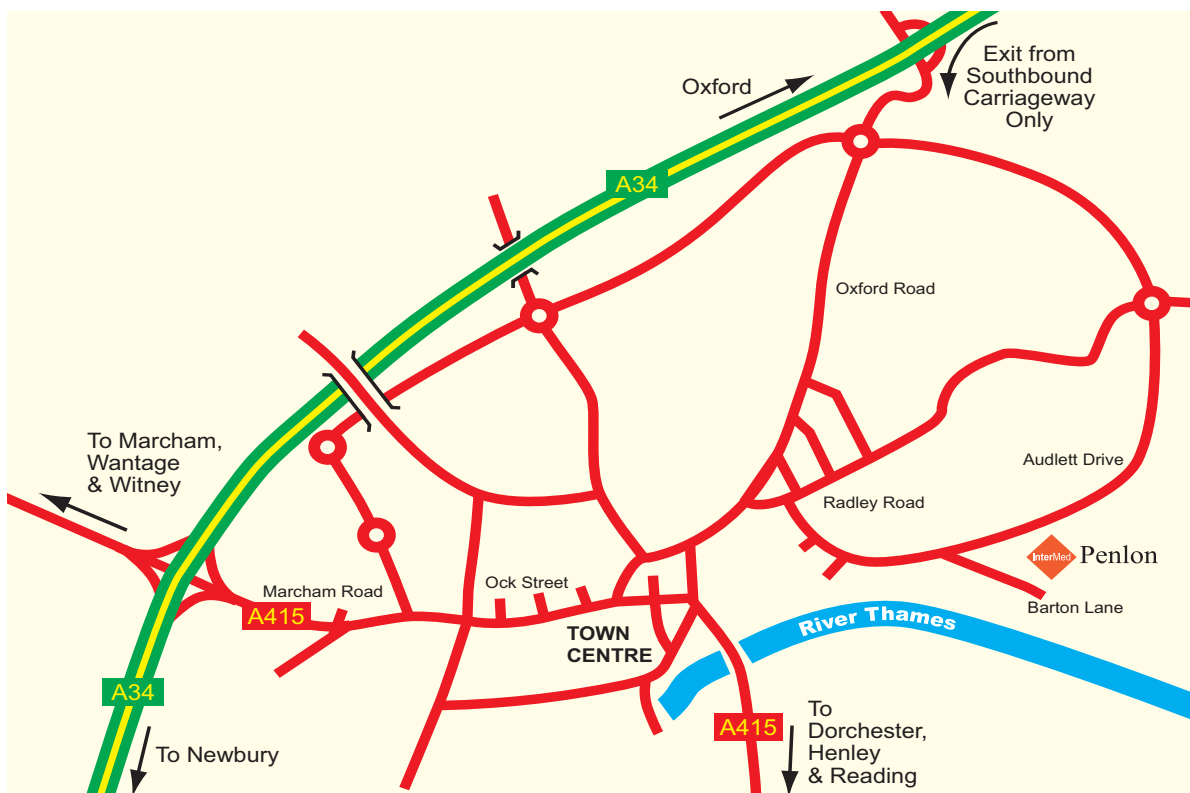 Exit from
Southbound
Carriageway
Only
Oxford
A34
Oxford Road
To Marcham,
Wantage
& Witney
Audlett Drive
Radley Road
InterMed
Penlon
Ock Street
Marcham Road
A415
Barton Lane
River Thames
TOWN
CENTRE
A34
A415
To
Dorchester,
Henley
& Reading
To Newbury